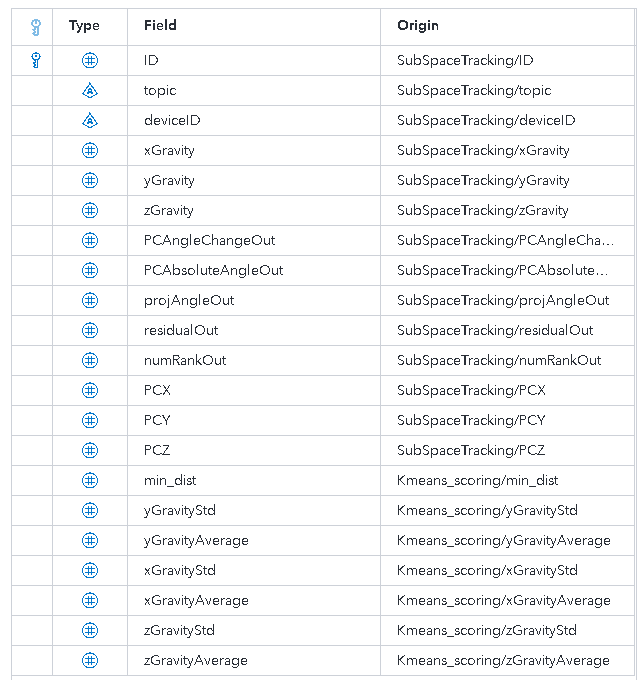 Type Field Origin
ID SubSpaceTracking/ID
topic SubSpaceTracking/topic
deviceID SubSpaceTracking/deviceID
xGravity SubSpaceTracking/xGravity
yGravity SubSpaceTracking/yGravity
zGravity SubSpaceTracking/zGravity
PCAngleChangeOut SubSpaceTracking/PCAngleCha...
PCAbsoluteAngleOut SubSpaceTracking/PCAbsolute...
projAngleOut SubSpaceTracking/projAngleOut
residualOut SubSpaceTracking/residualOut
numRankOut SubSpaceTracking/numRankOut
PCX SubSpaceTracking/PCX
PCY SubSpaceTracking/PCY
PCZ SubSpaceTracking/PCZ
min_dist Kmeans_scoring/min_dist
yGravityStd Kmeans_scoring/yGravityStd
yGravityAverage Kmeans_scoring/yGravityAverage
xGravityStd Kmeans_scoring/xGravityStd
xGravityAverage Kmeans_scoring/xGravityAverage
zGravityStd Kmeans_scoring/zGravityStd
zGravityAverage Kmeans_scoring/zGravityAverage